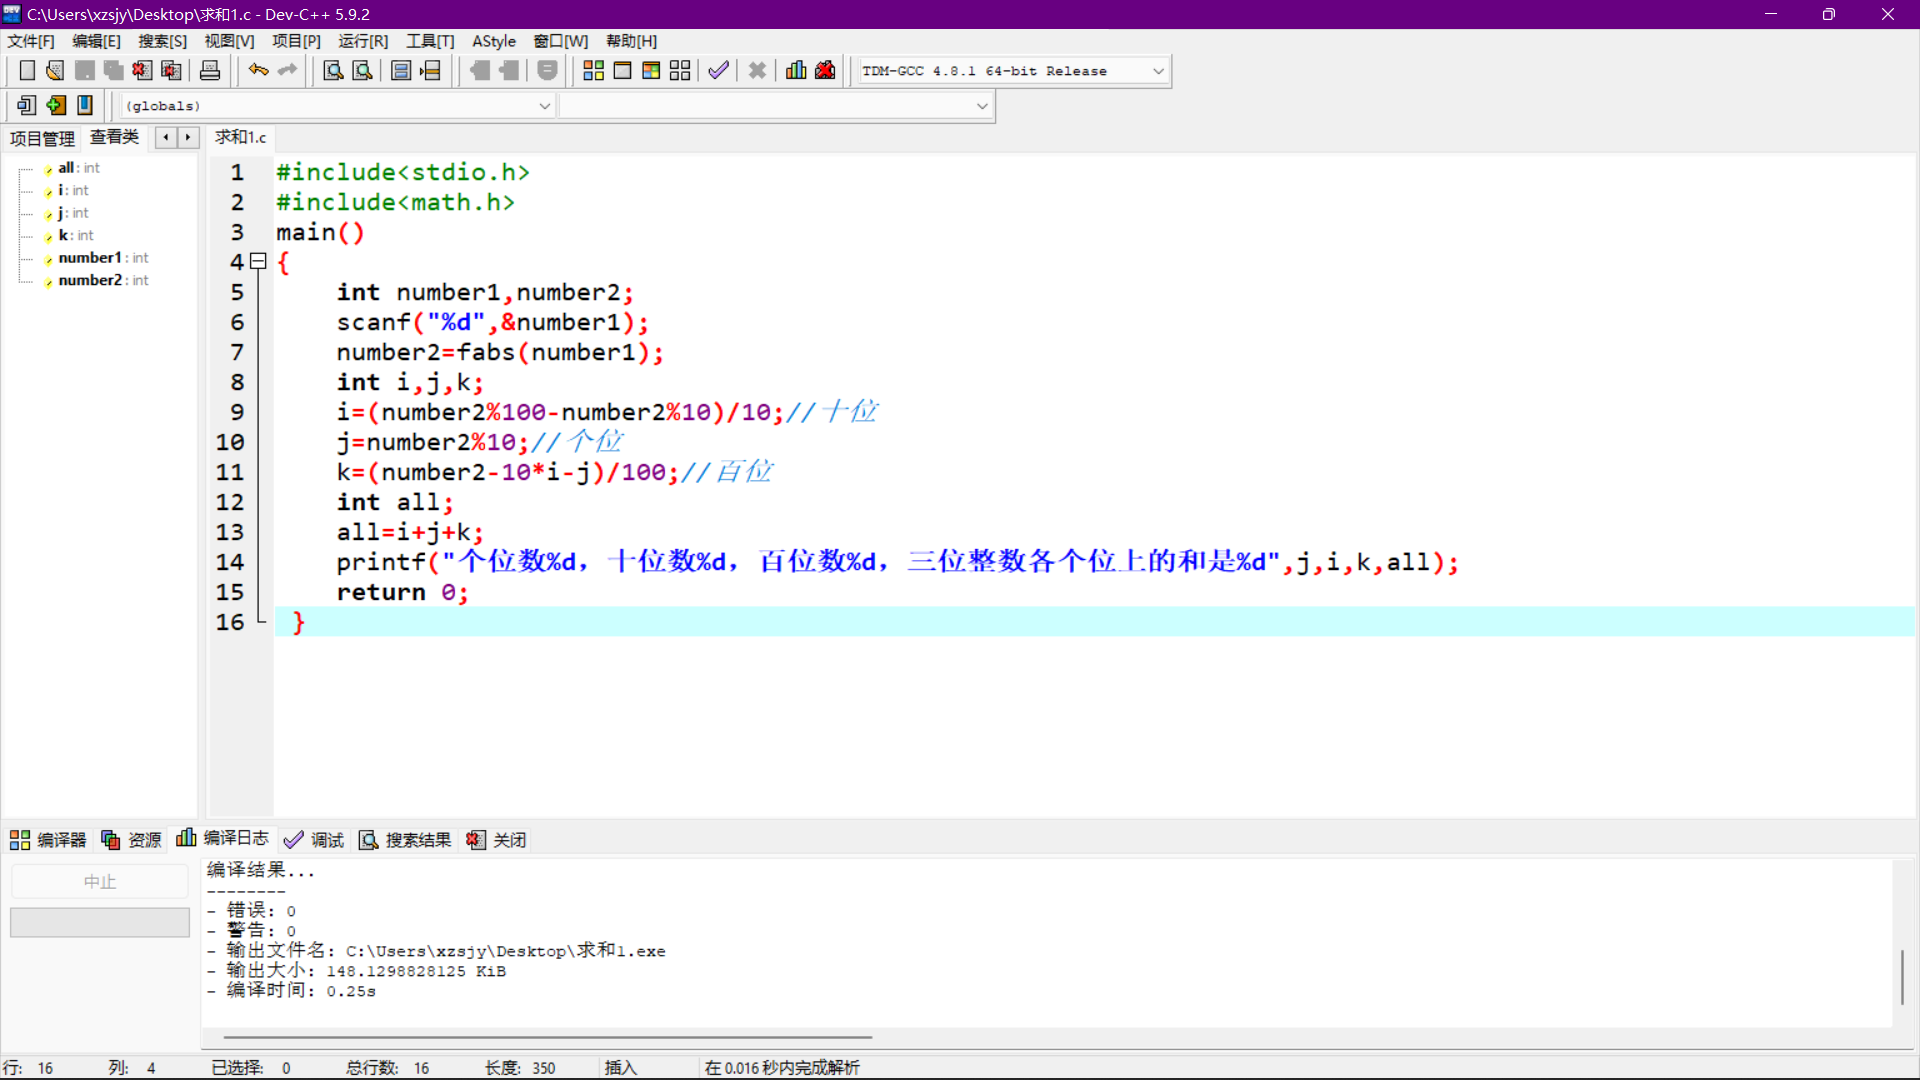 C:\Users\xzsjy\Desktop\求和1.c - Dev-C++ 5.9.2
文件[F] 编辑[E] 搜索[S] 视图[V] 项目[P] 运行[R] 工具[T] AStyle 窗口[W] 帮助[H]
TDM-GCC 4.8.1 64-bit Release
(globals)
项目管理 查看类 求和1.c
all : int
i : int
j : int
k : int
number1 : int
number2 : int
1 #include<stdio.h>
2 #include<math.h>
3 main()
4 {
5 int number1,number2;
6 scanf("%d",&number1);
7 number2=fabs(number1);
8 int i,j,k;
9 i=(number2%100-number2%10)/10;//十位
10 j=number2%10;//个位
11 k=(number2-10*i-j)/100;//百位
12 int all;
13 all=i+j+k;
14 printf("个位数%d，十位数%d，百位数%d，三位整数各个位上的和是%d",j,i,k,all);
15 return 0;
16 }
编译器 资源 编译日志 调试 搜索结果 关闭
中止
编译结果...
--------
- 错误: 0
- 警告: 0
- 输出文件名: C:\Users\xzsjy\Desktop\求和1.exe
- 输出大小: 148.1298828125 KiB
- 编译时间: 0.25s
行: 16 列: 4 已选择: 0 总行数: 16 长度: 350 插入 在 0.016 秒内完成解析